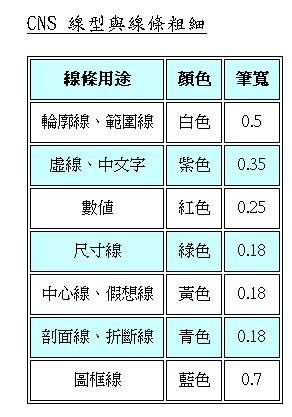 CNS 線型與線條粗細
線條用途 顏色 筆寬
輪廓線、範圍線 白色 0.5
虛線、中文字 紫色 0.35
數值 紅色 0.25
尺寸線 綠色 0.18
中心線、假想線 黃色 0.18
剖面線、折斷線 青色 0.18
圖框線 藍色 0.7